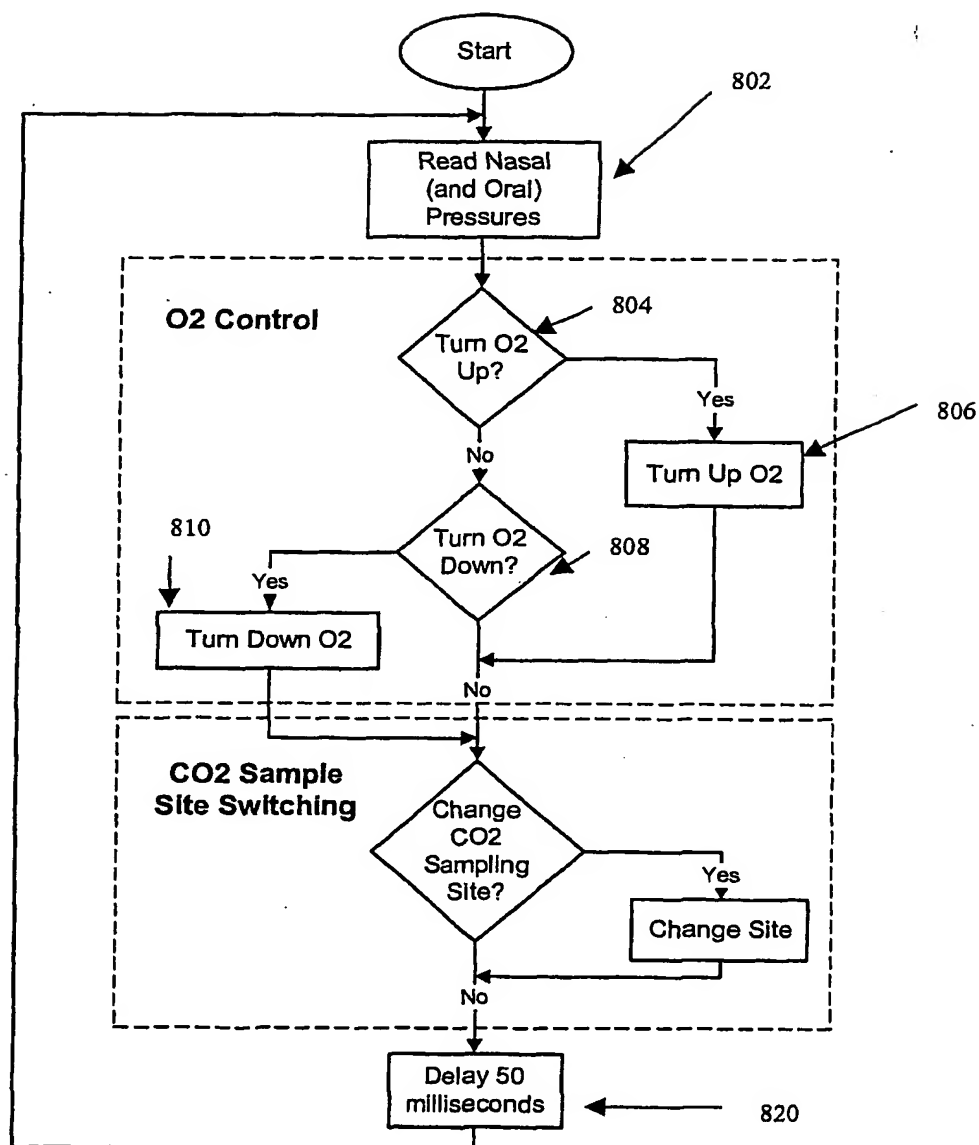 Start
802
Read Nasal
(and Oral)
Pressures
O2 Control
804
Turn O2
Up?
Yes
806
Turn Up O2
No
810
Turn O2
Down?
808
Yes
Turn Down O2
No
CO2 Sample
Site Switching
Change
CO2
Sampling
Site?
Yes
Change Site
No
Delay 50
milliseconds
820